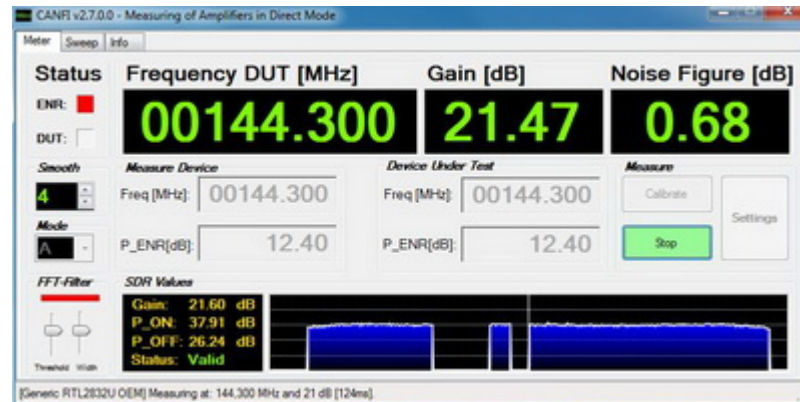 CANFI v2.7.0.0 - Measuring of Amplifiers in Direct Mode
Meter Sweep Info
Status Frequency DUT [MHz] Gain [dB] Noise Figure [dB]
ENR: 00144.300 21.47 0.68
DUT:
Smooth Measure Device Device Under Test Measure
4 Freq [MHz]: 00144.300 Freq [MHz]: 00144.300 Calibrate
Settings
Mode
A P_ENR[dB]: 12.40 P_ENR[dB]: 12.40 Stop
FFT-Filter SDR Values
Gain: 21.60 dB
P_ON: 37.91 dB
P_OFF: 26.24 dB
Status: Valid
Threshold Width
[Generic RTL2832U OEM] Measuring at: 144.300 MHz and 21 dB [124ms].